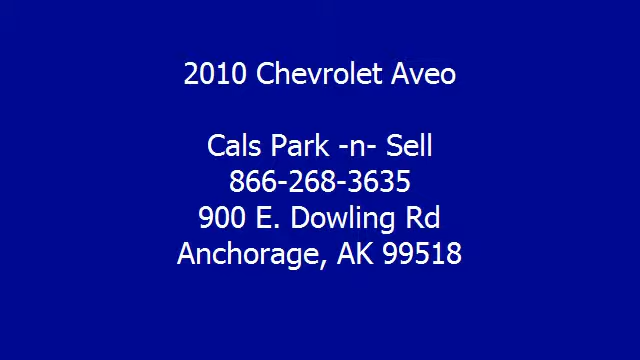 2010 Chevrolet Aveo
Cals Park -n- Sell
866-268-3635
900 E. Dowling Rd
Anchorage, AK 99518